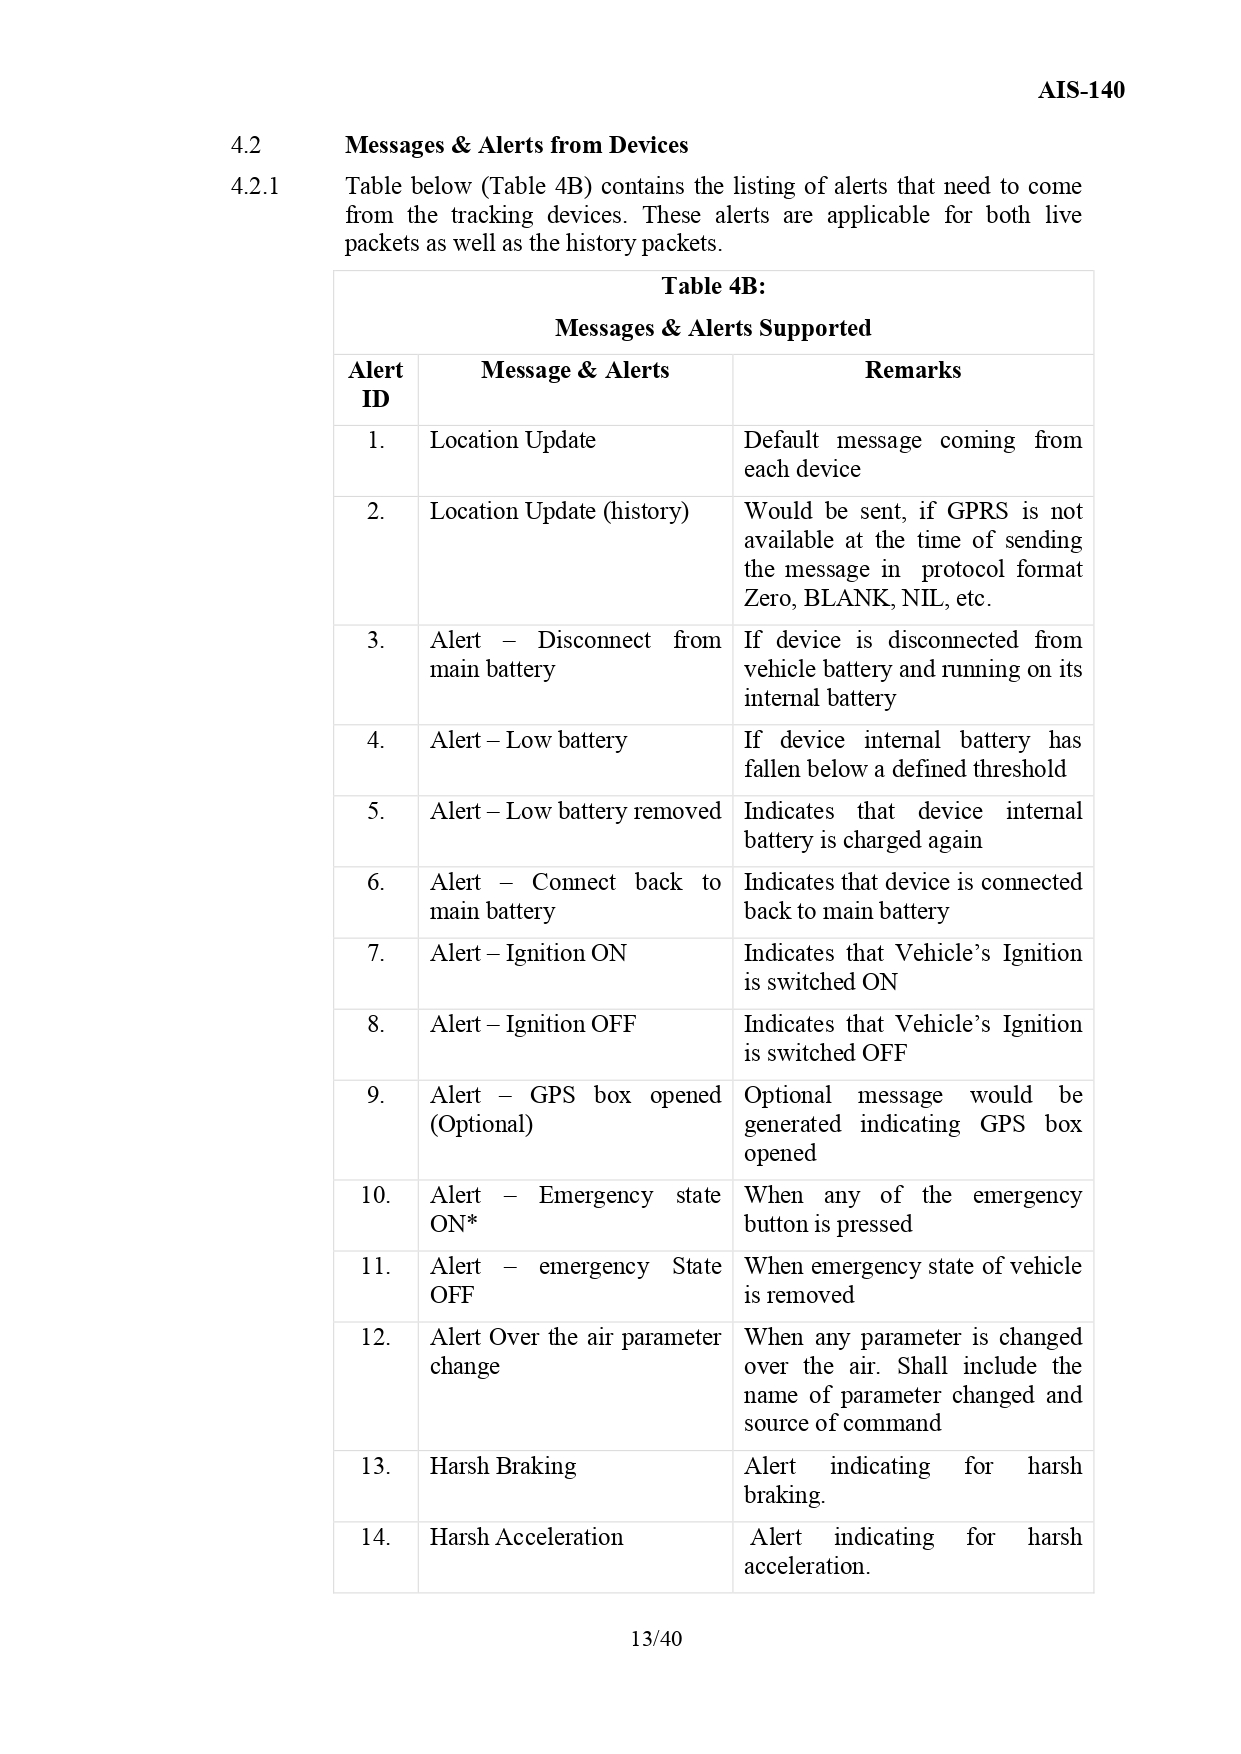 AIS-140
4.2 Messages & Alerts from Devices
4.2.1 Table below (Table 4B) contains the listing of alerts that need to come
from the tracking devices. These alerts are applicable for both live
packets as well as the history packets.
Table 4B:
Messages & Alerts Supported
Alert Message & Alerts Remarks
ID
1. Location Update Default message coming from
each device
2. Location Update (history) Would be sent, if GPRS is not
available at the time of sending
the message in protocol format
Zero, BLANK, NIL, etc.
3. Alert – Disconnect from If device is disconnected from
main battery vehicle battery and running on its
internal battery
4. Alert – Low battery If device internal battery has
fallen below a defined threshold
5. Alert – Low battery removed Indicates that device internal
battery is charged again
6. Alert – Connect back to Indicates that device is connected
main battery back to main battery
7. Alert – Ignition ON Indicates that Vehicle’s Ignition
is switched ON
8. Alert – Ignition OFF Indicates that Vehicle’s Ignition
is switched OFF
9. Alert – GPS box opened Optional message would be
(Optional) generated indicating GPS box
opened
10. Alert – Emergency state When any of the emergency
ON* button is pressed
11. Alert – emergency State When emergency state of vehicle
OFF is removed
12. Alert Over the air parameter When any parameter is changed
change over the air. Shall include the
name of parameter changed and
source of command
13. Harsh Braking Alert indicating for harsh
braking.
14. Harsh Acceleration Alert indicating for harsh
acceleration.
13/40